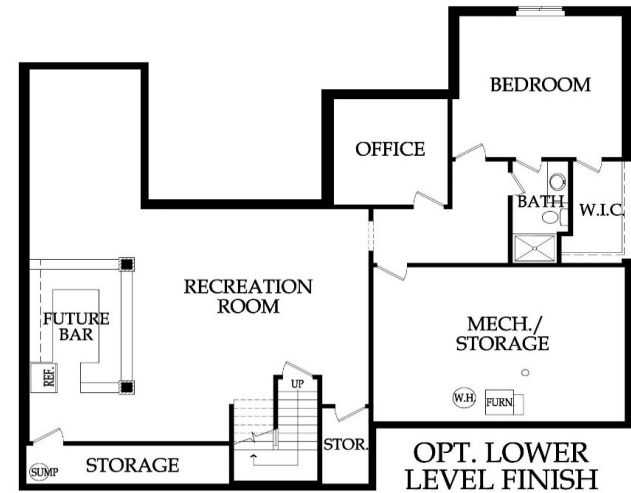 BEDROOM
OFFICE
BATH
W.I.C.
RECREATION
ROOM
FUTURE
BAR
MECH./
STORAGE
REF.
UP
W.H.
FURN.
STOR.
STORAGE
SUMP
OPT. LOWER
LEVEL FINISH